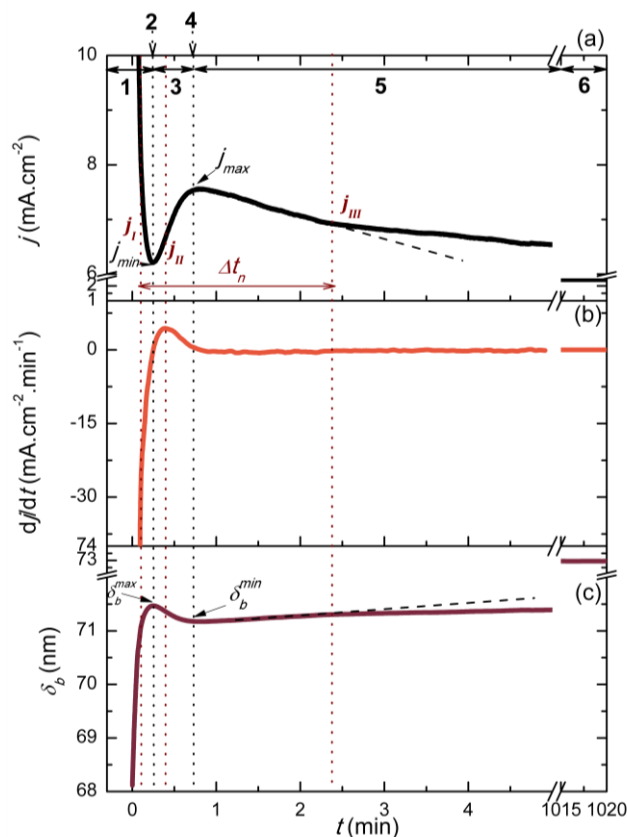 2 4
(a)
10
1 3 5 6
j_max
8
j (mA.cm⁻²)
j_I
j_III
j_min
j_II
Δt_n
6
2
1
(b)
0
-15
-30
dj/dt (mA.cm⁻².min⁻¹)
74
73
(c)
δ_b^max
δ_b^min
71
70
69
68
δ_b (nm)
0 1 2 3 4 1015 1020
t (min)